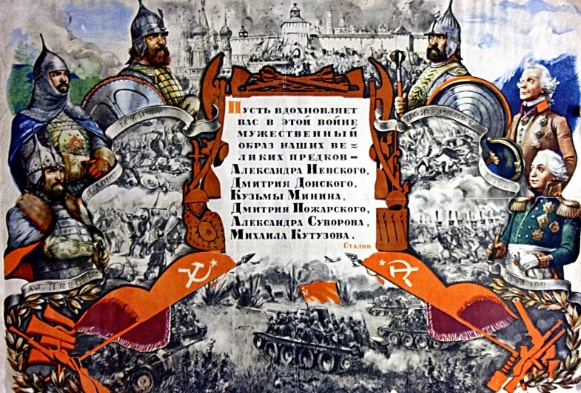 Пусть вдохновляет
вас в этой войне
мужественный
образ наших ве-
ликих предков –
Александра Невского,
Дмитрия Донского,
Кузьмы Минина,
Дмитрия Пожарского,
Александра Суворова,
Михаила Кутузова.
Сталин